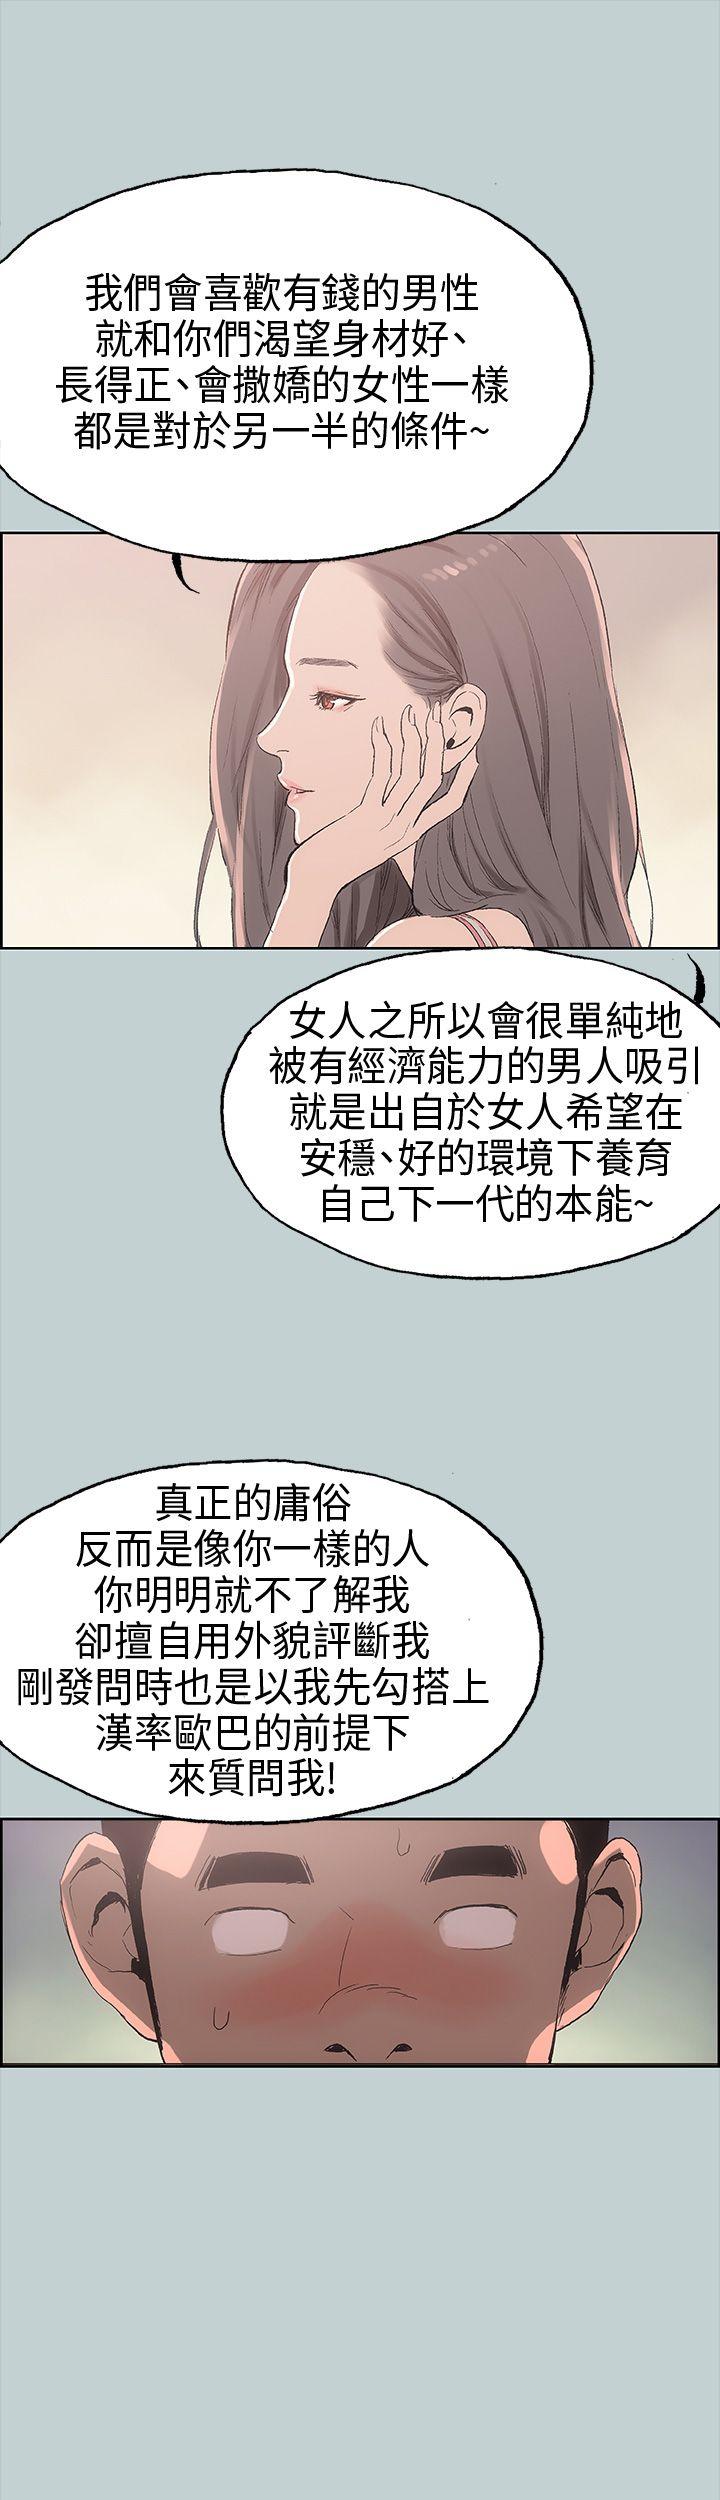 我們會喜歡有錢的男性
就和你們渴望身材好、
長得正、會撒嬌的女性一樣
都是對於另一半的條件~
女人之所以會很單純地
被有經濟能力的男人吸引
就是出自於女人希望在
安穩、好的環境下養育
自己下一代的本能~
真正的庸俗
反而是像你一樣的人
你明明就不了解我
卻擅自用外貌評斷我
剛發問時也是以我先勾搭上
漢率歐巴的前提下
來質問我!